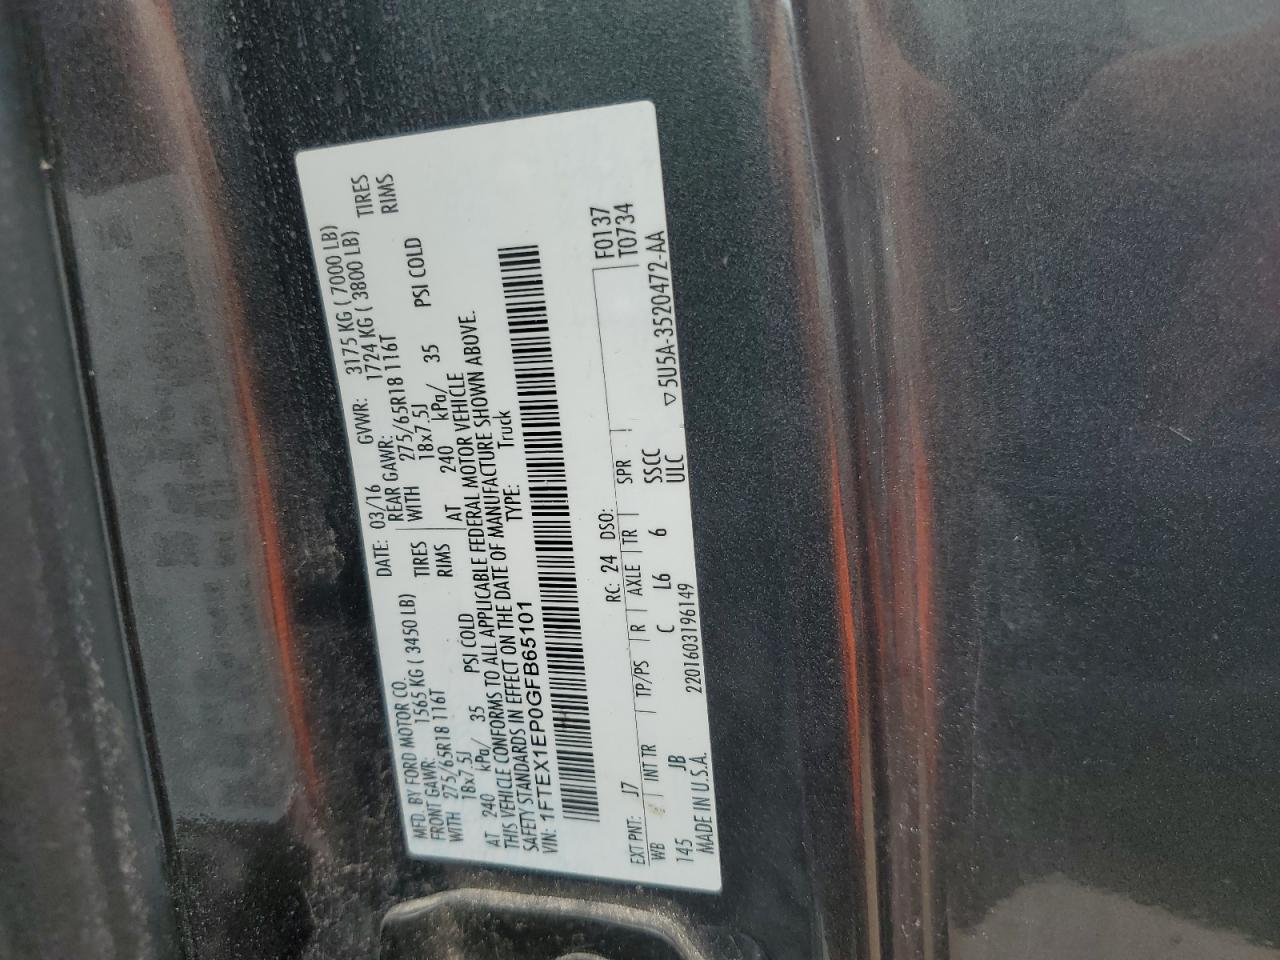 MFD. BY FORD MOTOR CO. DATE: 03/16 GVWR: 3175 KG ( 7000 LB)
FRONT GAWR: 1565 KG ( 3450 LB) REAR GAWR: 1724 KG ( 3800 LB)
WITH 275/65R18 116T TIRES WITH 275/65R18 116T TIRES
18x7.5J RIMS 18x7.5J RIMS
AT 240 kPa/ 35 PSI COLD AT 240 kPa/ 35 PSI COLD
THIS VEHICLE CONFORMS TO ALL APPLICABLE FEDERAL MOTOR VEHICLE
SAFETY STANDARDS IN EFFECT ON THE DATE OF MANUFACTURE SHOWN ABOVE.
VIN: 1FTEX1EP0GFB65101 TYPE: Truck
F0137
T0734
EXT PNT: J7 RC: 24 DSO:
WB INT TR TP/PS R AXLE TR SPR
145 JB C L6 6 SSCC
ULC
MADE IN U.S.A. 2201603196149 ▽5U5A-3520472-AA